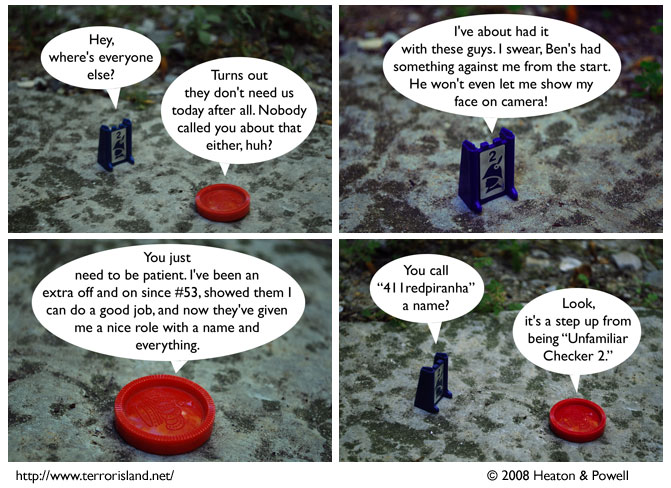 Hey,
where's everyone
else?
Turns out
they don't need us
today after all. Nobody
called you about that
either, huh?
I've about had it
with these guys. I swear, Ben's had
something against me from the start.
He won't even let me show my
face on camera!
2
You just
need to be patient. I've been an
extra off and on since #53, showed them I
can do a good job, and now they've given
me a nice role with a name and
everything.
You call
“411redpiranha”
a name?
Look,
it's a step up from
being “Unfamiliar
Checker 2.”
http://www.terrorisland.net/
© 2008 Heaton & Powell